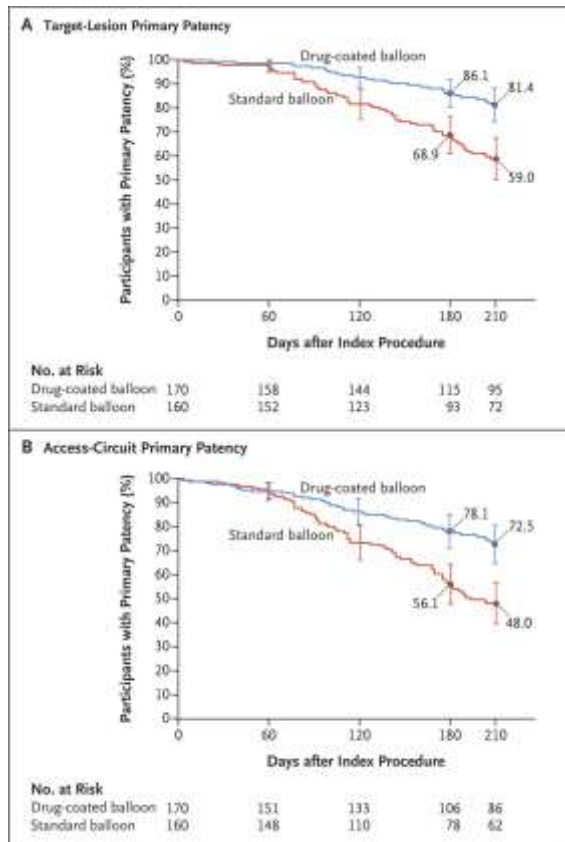 A Target-Lesion Primary Patency
Participants with Primary Patency (%)
100
90
80
70
60
50
40
30
20
10
0
Drug-coated balloon
Standard balloon
86.1
81.4
68.9
59.0
0 60 120 180 210
Days after Index Procedure
No. at Risk
Drug-coated balloon 170 158 144 115 95
Standard balloon 160 152 123 93 72
B Access-Circuit Primary Patency
Participants with Primary Patency (%)
100
90
80
70
60
50
40
30
20
10
0
Drug-coated balloon
Standard balloon
78.1
72.5
56.1
48.0
0 60 120 180 210
Days after Index Procedure
No. at Risk
Drug-coated balloon 170 151 133 106 86
Standard balloon 160 148 110 78 62